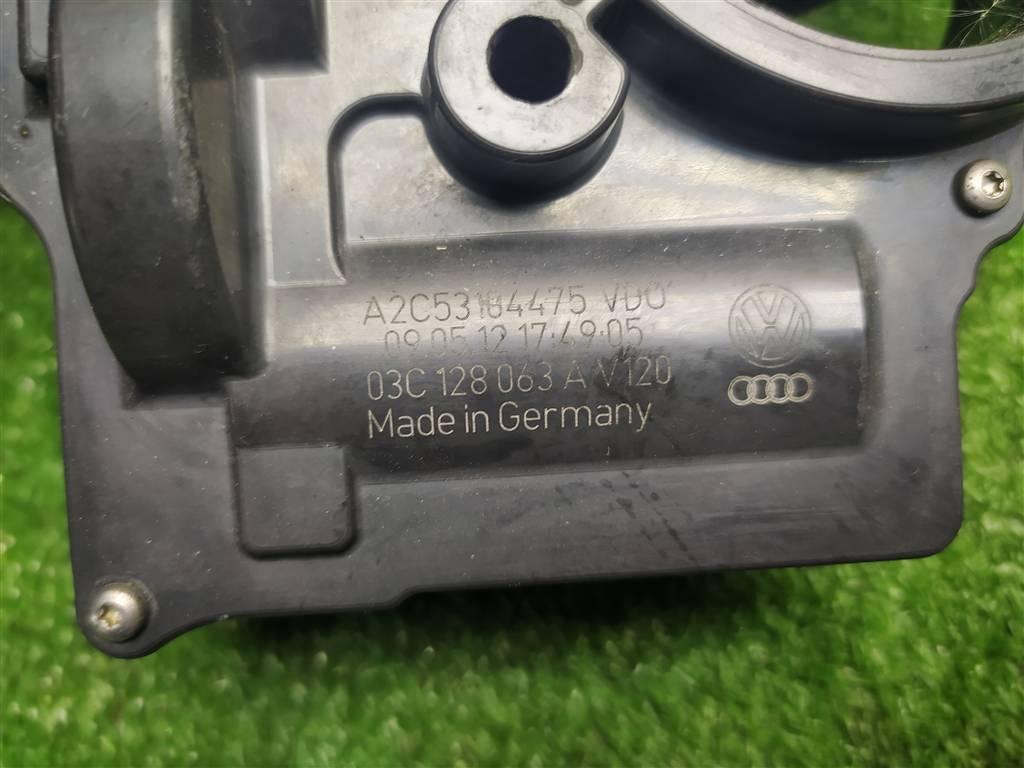 A2C53184475 VDO
09.05.12 17:49:05
03C 128 063 A V120
Made in Germany